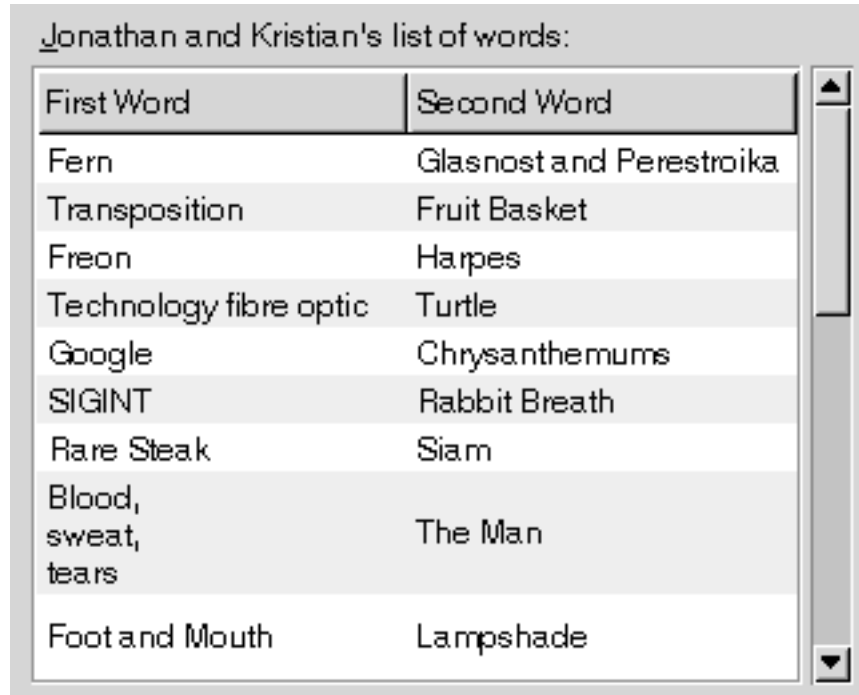 Jonathan and Kristian's list of words:
First Word Second Word
Fern Glasnost and Perestroika
Transposition Fruit Basket
Freon Harpes
Technology fibre optic Turtle
Google Chrysanthemums
SIGINT Rabbit Breath
Rare Steak Siam
Blood,
sweat, The Man
tears
Foot and Mouth Lampshade